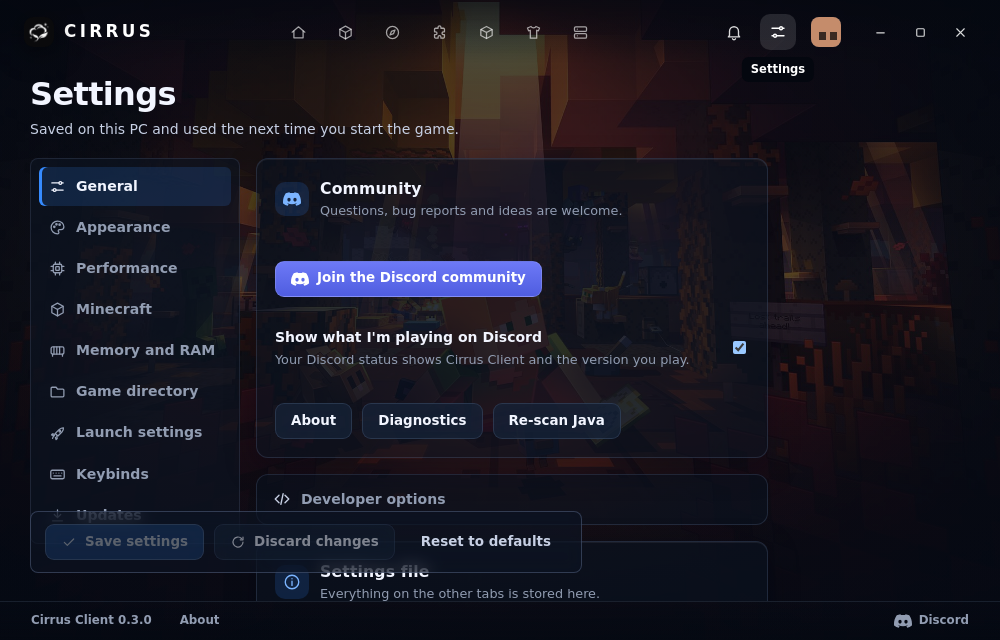 CIRRUS
Settings
Settings
Saved on this PC and used the next time you start the game.
General
Appearance
Performance
Minecraft
Memory and RAM
Game directory
Launch settings
Keybinds
Updates
Community
Questions, bug reports and ideas are welcome.
Join the Discord community
Show what I'm playing on Discord
Your Discord status shows Cirrus Client and the version you play.
About
Diagnostics
Re-scan Java
Developer options
Save settings
Discard changes
Reset to defaults
Settings file
Everything on the other tabs is stored here.
Cirrus Client 0.3.0
About
Discord